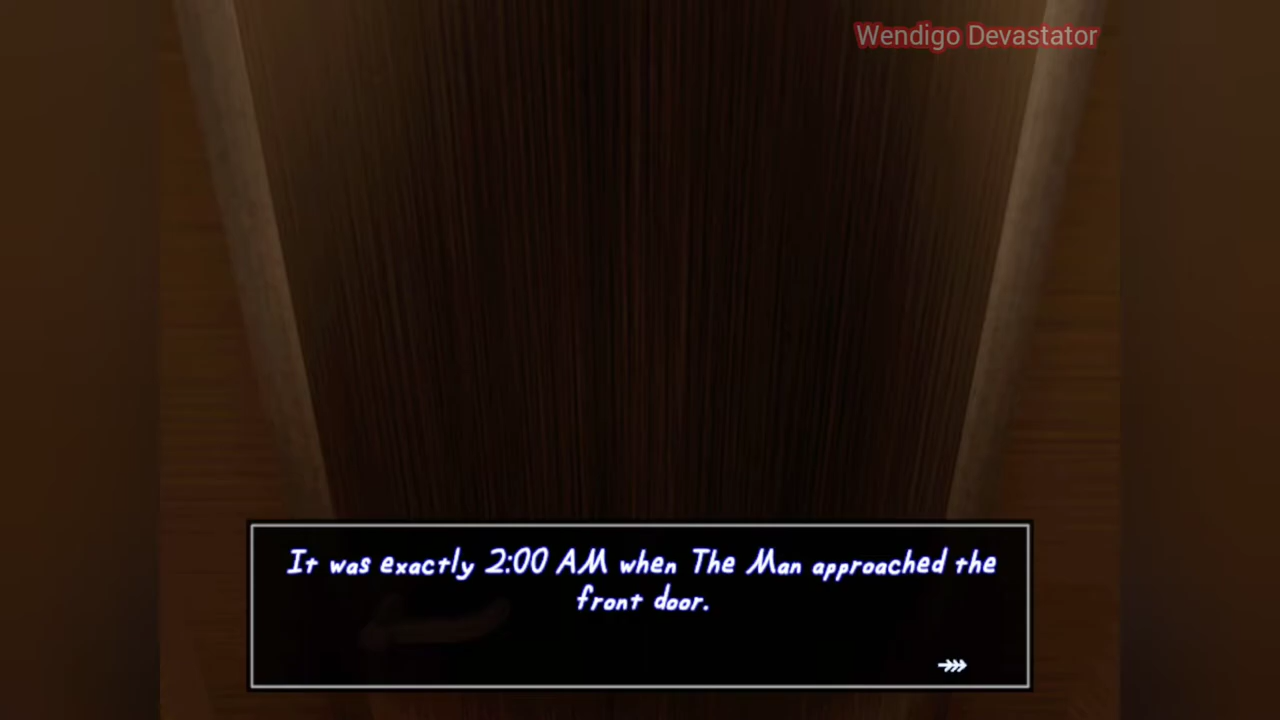 Wendigo Devastator
It was exactly 2:00 AM when The Man approached the
front door.